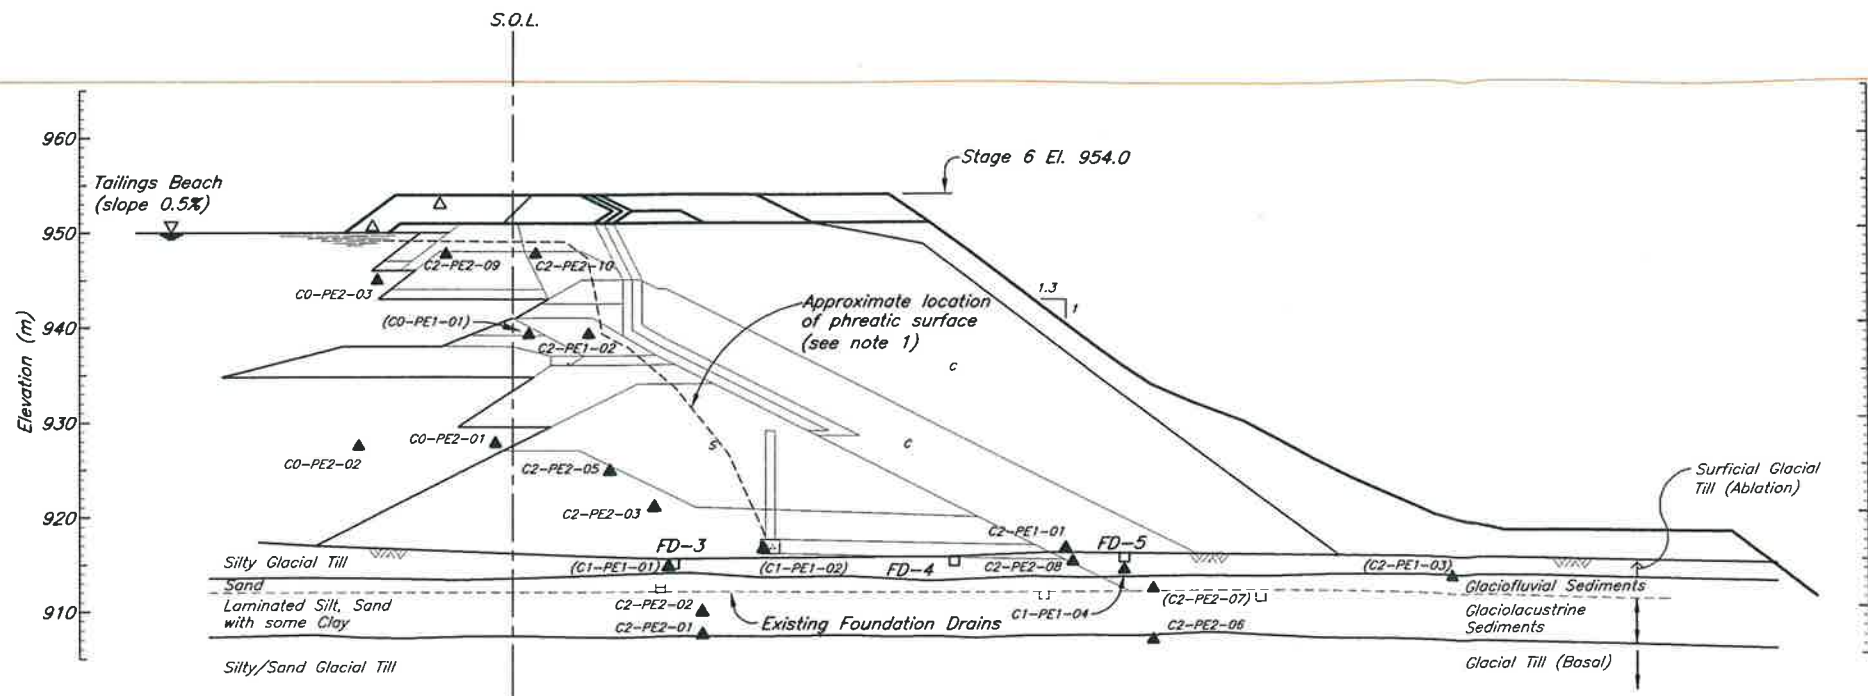 S.O.L.
960
Stage 6 El. 954.0
Tailings Beach
(slope 0.5%)
950
C2-PE2-09
C2-PE2-10
CO-PE2-03
1.3
1
Approximate location
of phreatic surface
(see note 1)
(CO-PE1-01)
940
C2-PE1-02
c
Elevation (m)
930
CO-PE2-01
s
c
CO-PE2-02
C2-PE2-05
Surficial Glacial
Till (Ablation)
920
C2-PE2-03
C2-PE1-01
FD-3
FD-5
Silty Glacial Till
(C1-PE1-01)
(C1-PE1-02)
FD-4
C2-PE2-08
(C2-PE1-03)
Sand
Glaciofluvial Sediments
910
Laminated Silt, Sand
with some Clay
C2-PE2-02
C2-PE2-01
Existing Foundation Drains
C1-PE1-04
(C2-PE2-07)
C2-PE2-06
Glaciolacustrine
Sediments
Silty/Sand Glacial Till
Glacial Till (Basal)